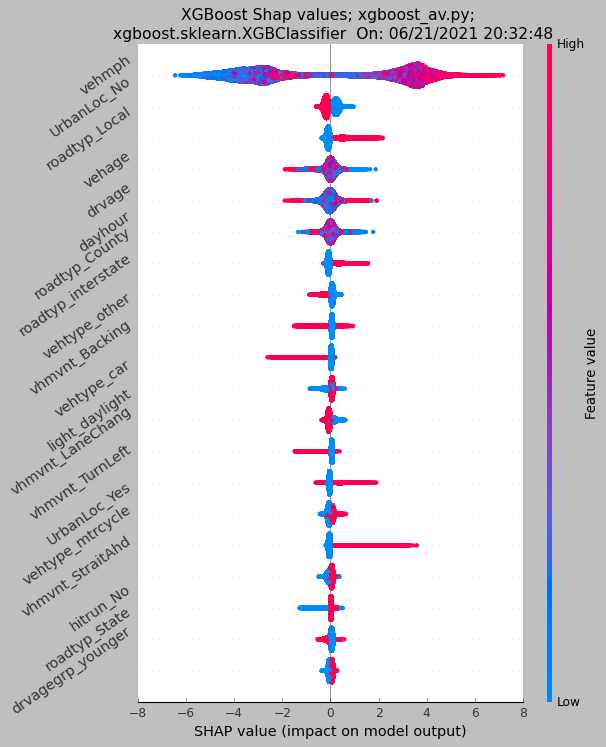 XGBoost Shap values; xgboost_av.py;
xgboost.sklearn.XGBClassifier  On: 06/21/2021 20:32:48
High
vehmph
UrbanLoc_No
roadtyp_Local
vehage
drvage
dayhour
roadtyp_County
roadtyp_interstate
vehtype_other
vhmvnt_Backing
vehtype_car
light_daylight
vhmvnt_LaneChang
vhmvnt_TurnLeft
UrbanLoc_Yes
vehtype_mtrcycle
vhmvnt_StraitAhd
hitrun_No
roadtyp_State
drvagegrp_younger
Feature value
Low
−8 −6 −4 −2 0 2 4 6 8
SHAP value (impact on model output)